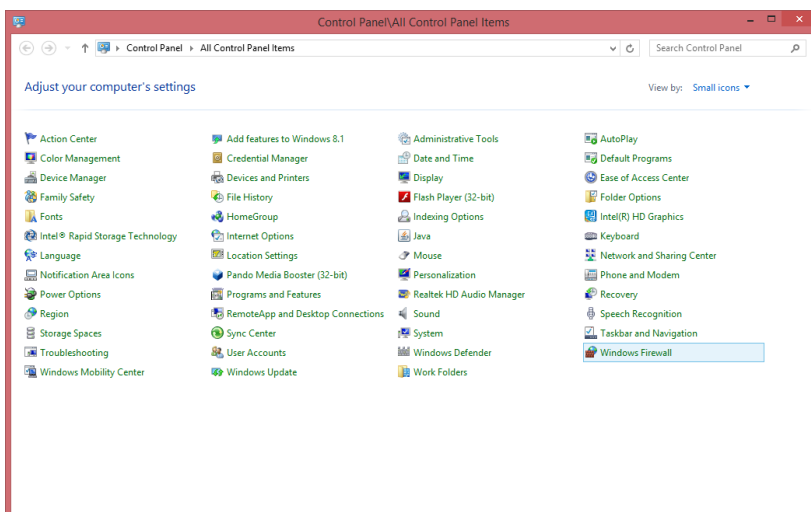 Control Panel\All Control Panel Items
Control Panel All Control Panel Items
Search Control Panel
Adjust your computer's settings
View by: Small icons
Action Center
Add features to Windows 8.1
Administrative Tools
AutoPlay
Color Management
Credential Manager
Date and Time
Default Programs
Device Manager
Devices and Printers
Display
Ease of Access Center
Family Safety
File History
Flash Player (32-bit)
Folder Options
Fonts
HomeGroup
Indexing Options
Intel(R) HD Graphics
Intel® Rapid Storage Technology
Internet Options
Java
Keyboard
Language
Location Settings
Mouse
Network and Sharing Center
Notification Area Icons
Pando Media Booster (32-bit)
Personalization
Phone and Modem
Power Options
Programs and Features
Realtek HD Audio Manager
Recovery
Region
RemoteApp and Desktop Connections
Sound
Speech Recognition
Storage Spaces
Sync Center
System
Taskbar and Navigation
Troubleshooting
User Accounts
Windows Defender
Windows Firewall
Windows Mobility Center
Windows Update
Work Folders